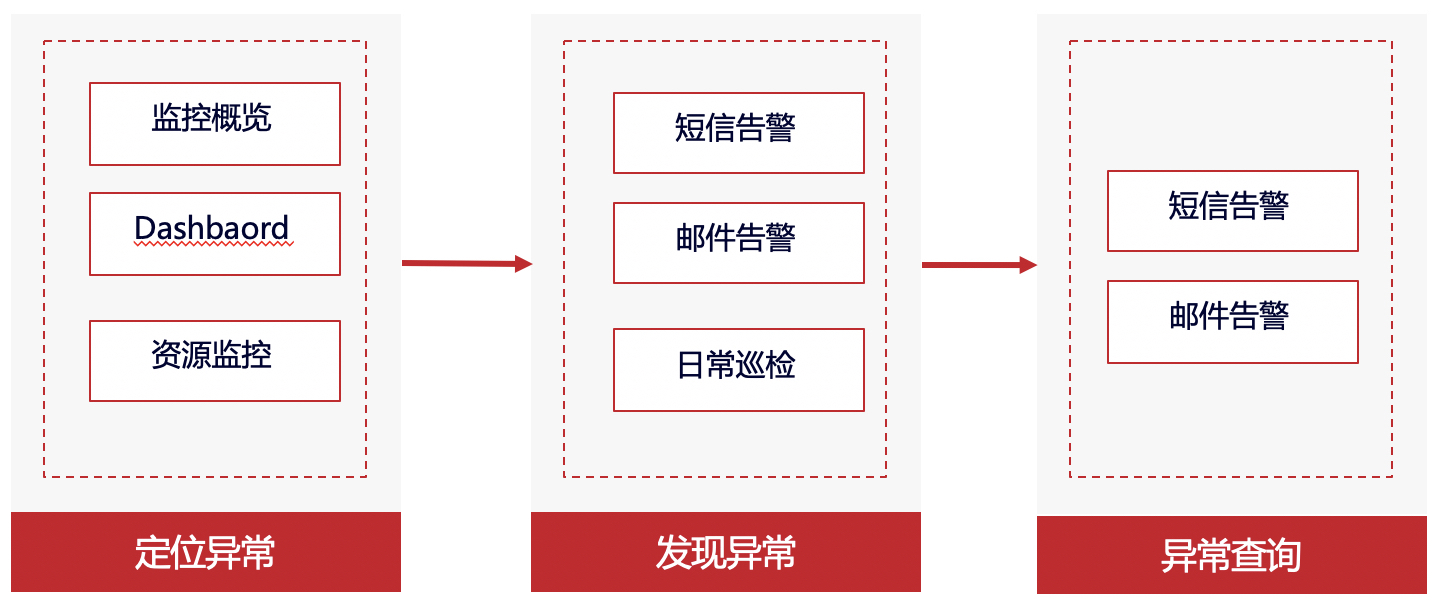 监控概览
Dashbaord
资源监控
定位异常
短信告警
邮件告警
日常巡检
发现异常
短信告警
邮件告警
异常查询